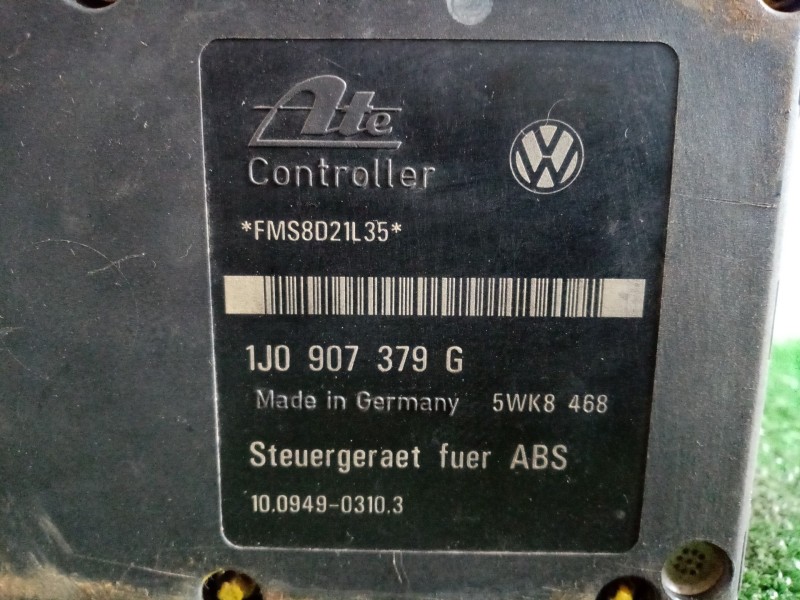 Ate
Controller
*FMS8D21L35*
1J0 907 379 G
Made in Germany 5WK8 468
Steuergeraet fuer ABS
10.0949-0310.3